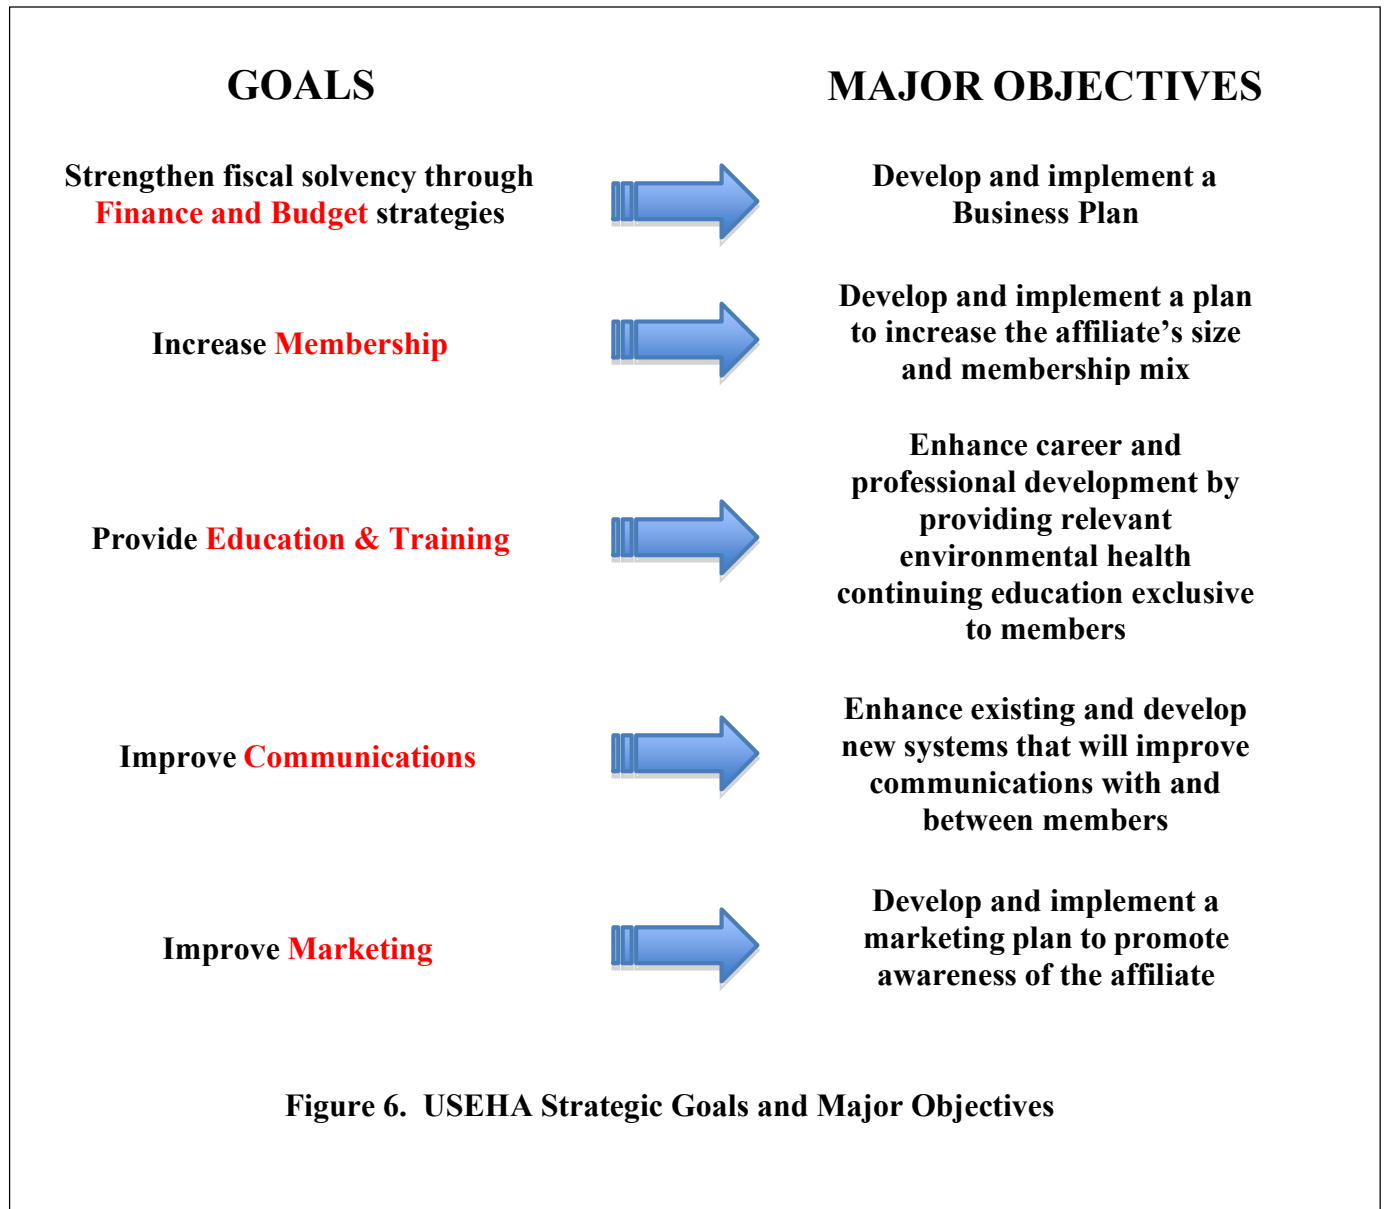 GOALS
MAJOR OBJECTIVES
Strengthen fiscal solvency through
Finance and Budget strategies
Develop and implement a
Business Plan
Increase Membership
Develop and implement a plan
to increase the affiliate’s size
and membership mix
Provide Education & Training
Enhance career and
professional development by
providing relevant
environmental health
continuing education exclusive
to members
Improve Communications
Enhance existing and develop
new systems that will improve
communications with and
between members
Improve Marketing
Develop and implement a
marketing plan to promote
awareness of the affiliate
Figure 6.  USEHA Strategic Goals and Major Objectives